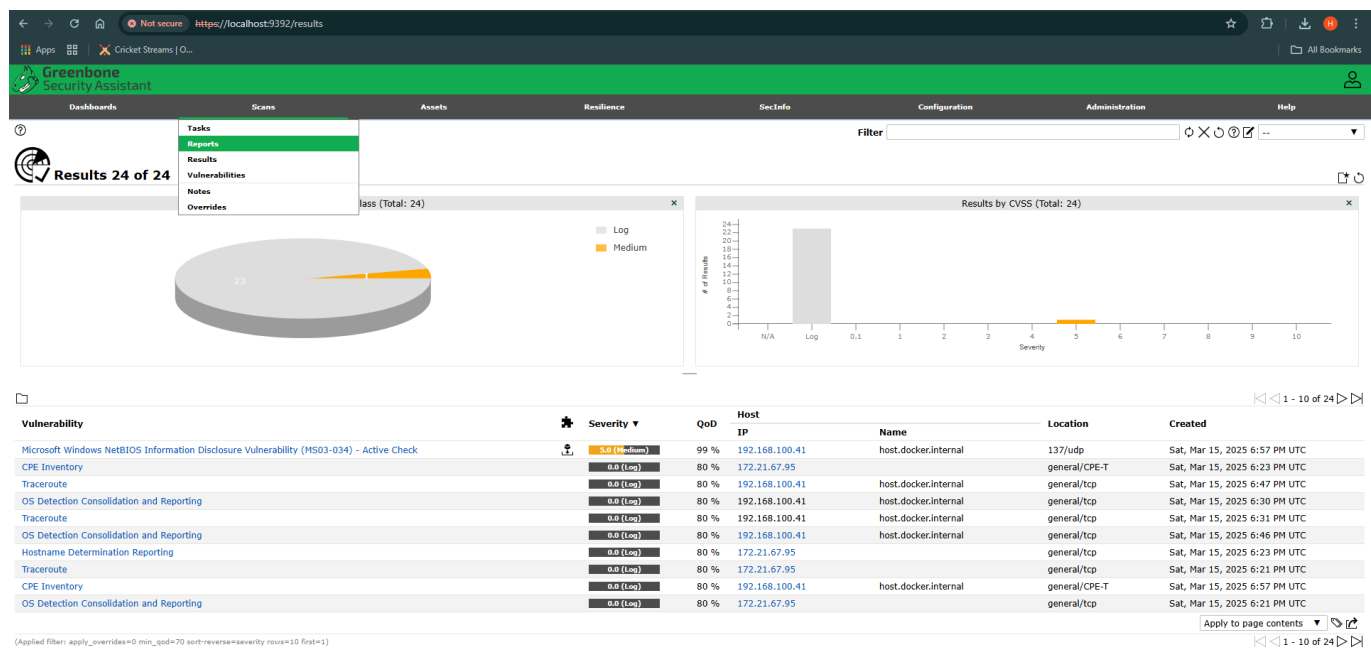 Not secure https://localhost:9392/results
Apps Cricket Streams | O... All Bookmarks
Greenbone
Security Assistant
Dashboards Scans Assets Resilience SecInfo Configuration Administration Help
Tasks
Reports
Results
Vulnerabilities
Notes
Overrides
Filter --
Results 24 of 24
lass (Total: 24)
Log
Medium
23
Results by CVSS (Total: 24)
# of Results
24
22
20
18
16
14
12
10
8
6
4
2
0
N/A Log 0.1 1 2 3 4 5 6 7 8 9 10
Severity
1 - 10 of 24
Vulnerability Severity ▼ QoD Host Location Created
IP Name
Microsoft Windows NetBIOS Information Disclosure Vulnerability (MS03-034) - Active Check 5.0 (Medium) 99 % 192.168.100.41 host.docker.internal 137/udp Sat, Mar 15, 2025 6:57 PM UTC
CPE Inventory 0.0 (Log) 80 % 172.21.67.95 general/CPE-T Sat, Mar 15, 2025 6:23 PM UTC
Traceroute 0.0 (Log) 80 % 192.168.100.41 host.docker.internal general/tcp Sat, Mar 15, 2025 6:47 PM UTC
OS Detection Consolidation and Reporting 0.0 (Log) 80 % 192.168.100.41 host.docker.internal general/tcp Sat, Mar 15, 2025 6:30 PM UTC
Traceroute 0.0 (Log) 80 % 192.168.100.41 host.docker.internal general/tcp Sat, Mar 15, 2025 6:31 PM UTC
OS Detection Consolidation and Reporting 0.0 (Log) 80 % 192.168.100.41 host.docker.internal general/tcp Sat, Mar 15, 2025 6:46 PM UTC
Hostname Determination Reporting 0.0 (Log) 80 % 172.21.67.95 general/tcp Sat, Mar 15, 2025 6:23 PM UTC
Traceroute 0.0 (Log) 80 % 172.21.67.95 general/tcp Sat, Mar 15, 2025 6:21 PM UTC
CPE Inventory 0.0 (Log) 80 % 192.168.100.41 host.docker.internal general/CPE-T Sat, Mar 15, 2025 6:57 PM UTC
OS Detection Consolidation and Reporting 0.0 (Log) 80 % 172.21.67.95 general/tcp Sat, Mar 15, 2025 6:21 PM UTC
Apply to page contents ▼
(Applied filter: apply_overrides=0 min_qod=70 sort-reverse=severity rows=10 first=1) 1 - 10 of 24